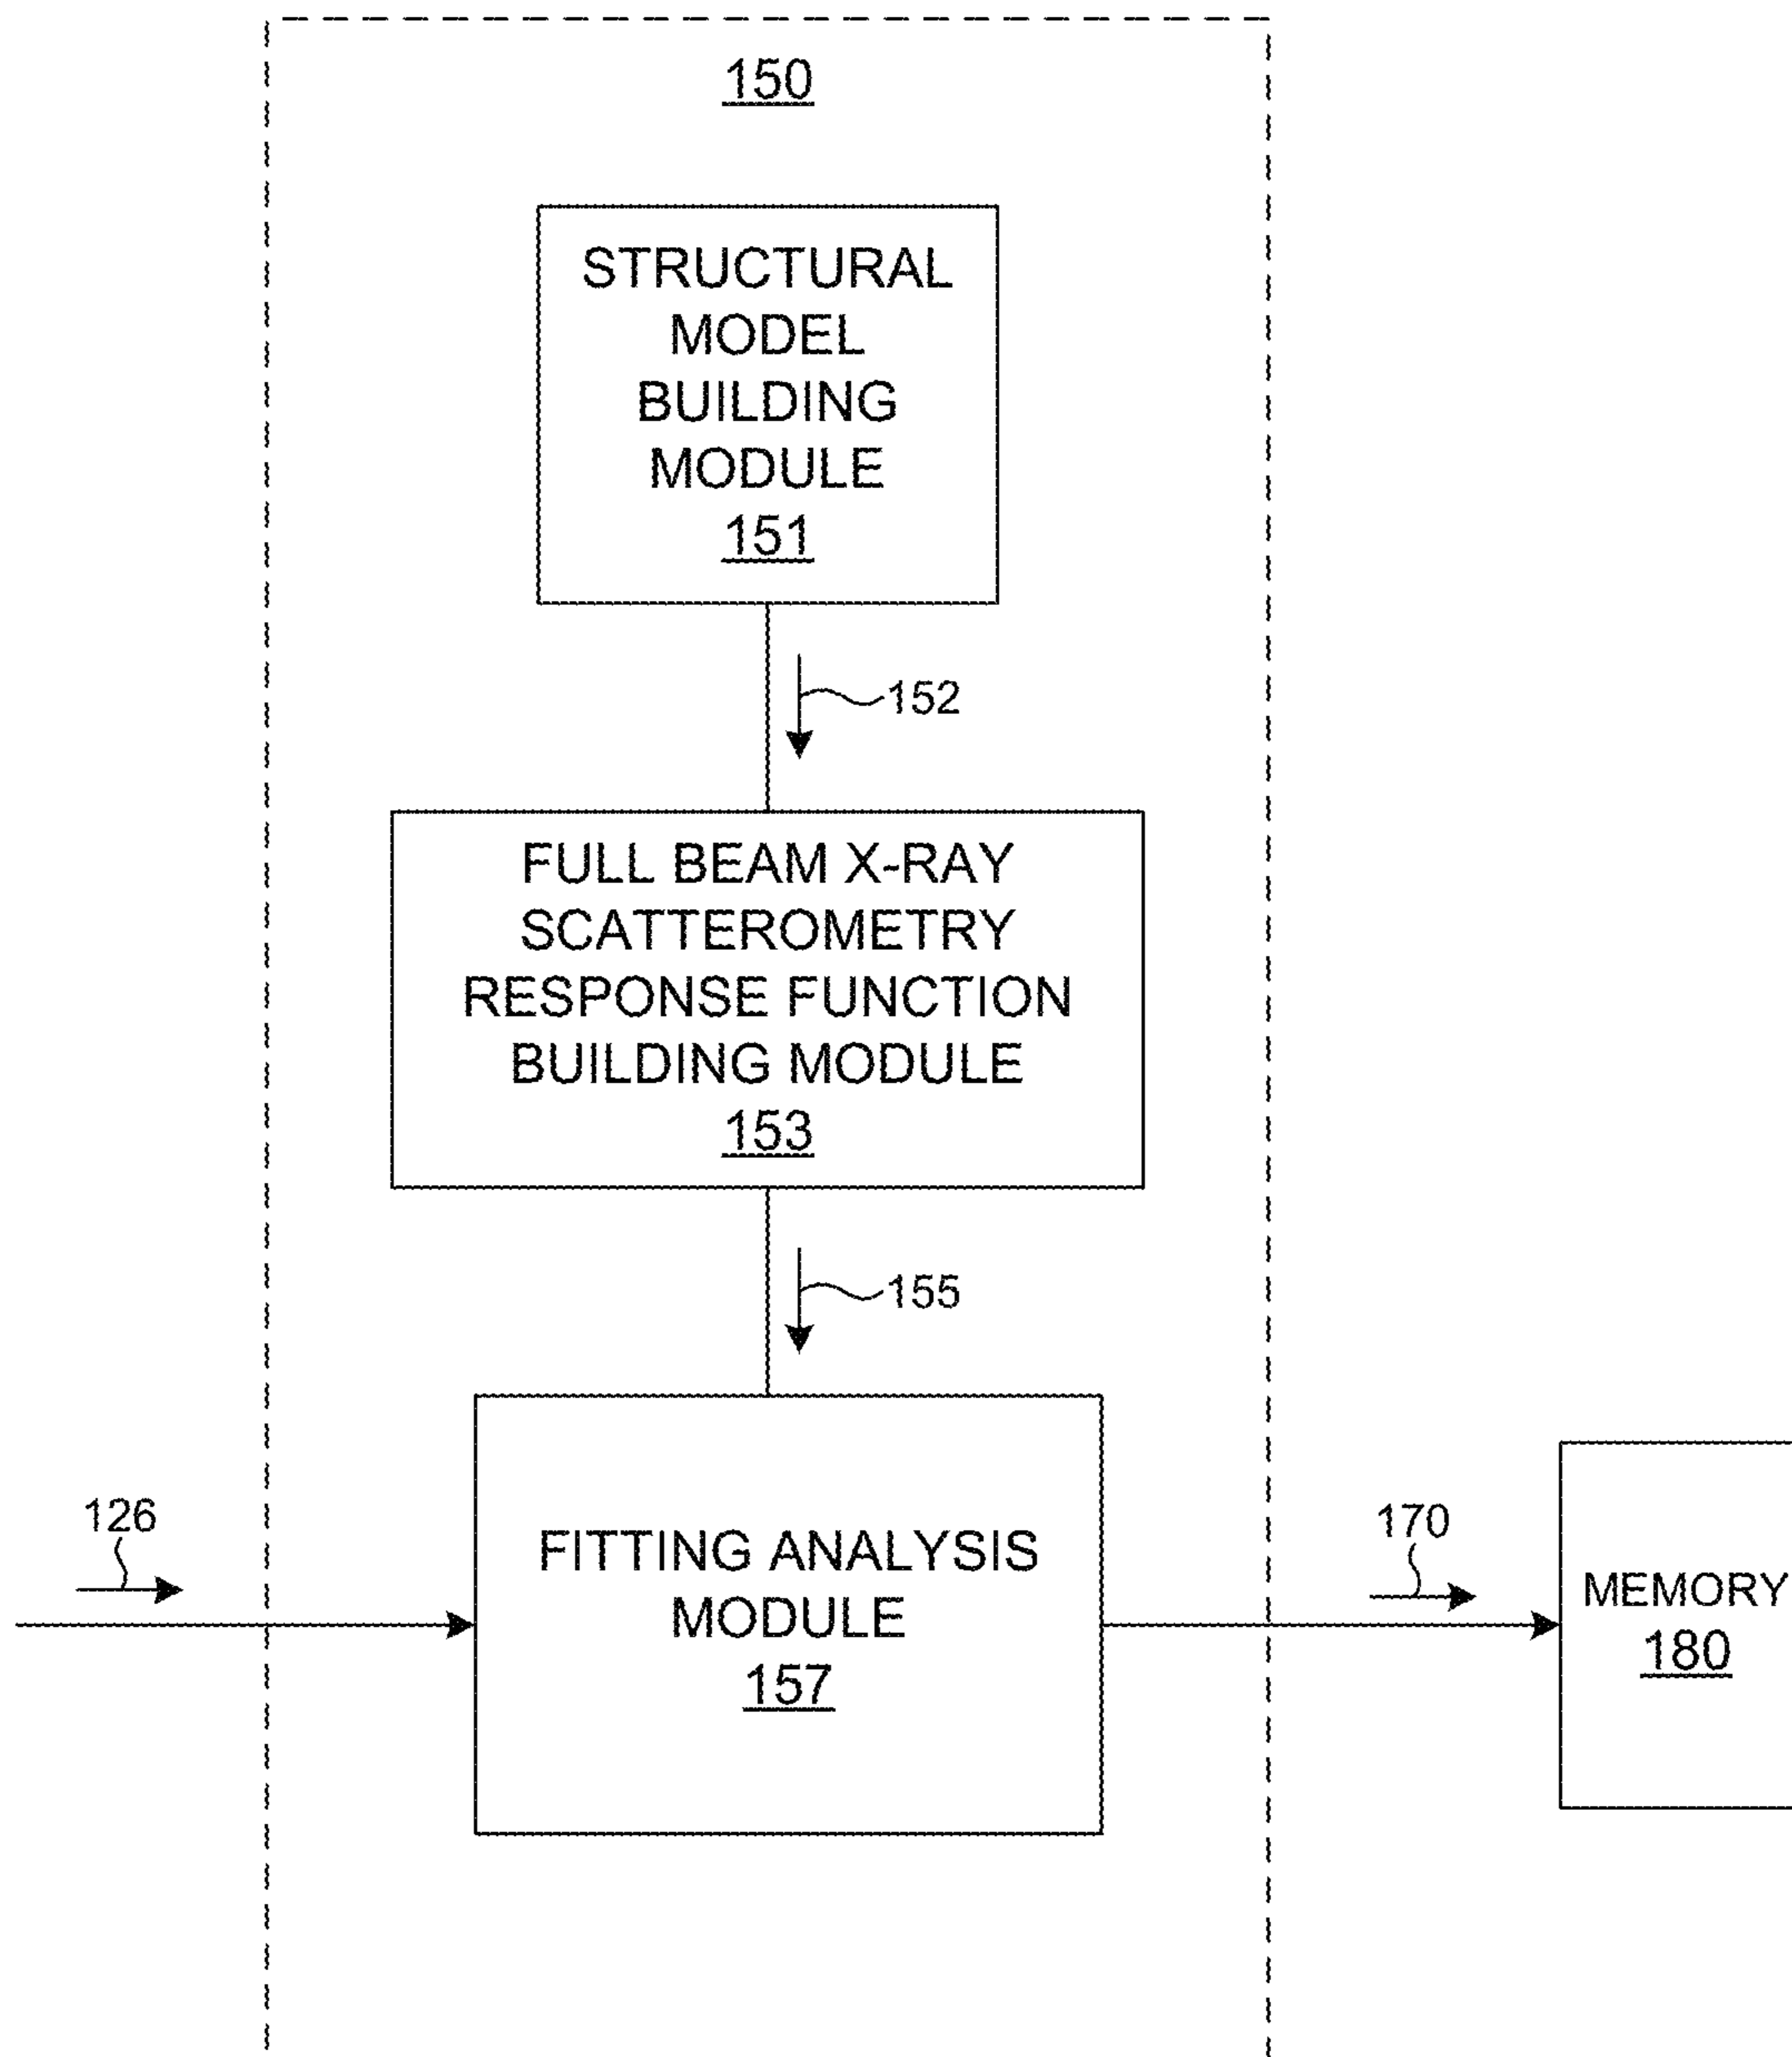 150
STRUCTURAL
MODEL
BUILDING
MODULE
151
152
FULL BEAM X-RAY
SCATTEROMETRY
RESPONSE FUNCTION
BUILDING MODULE
153
155
126
FITTING ANALYSIS
MODULE
157
170
MEMORY
180